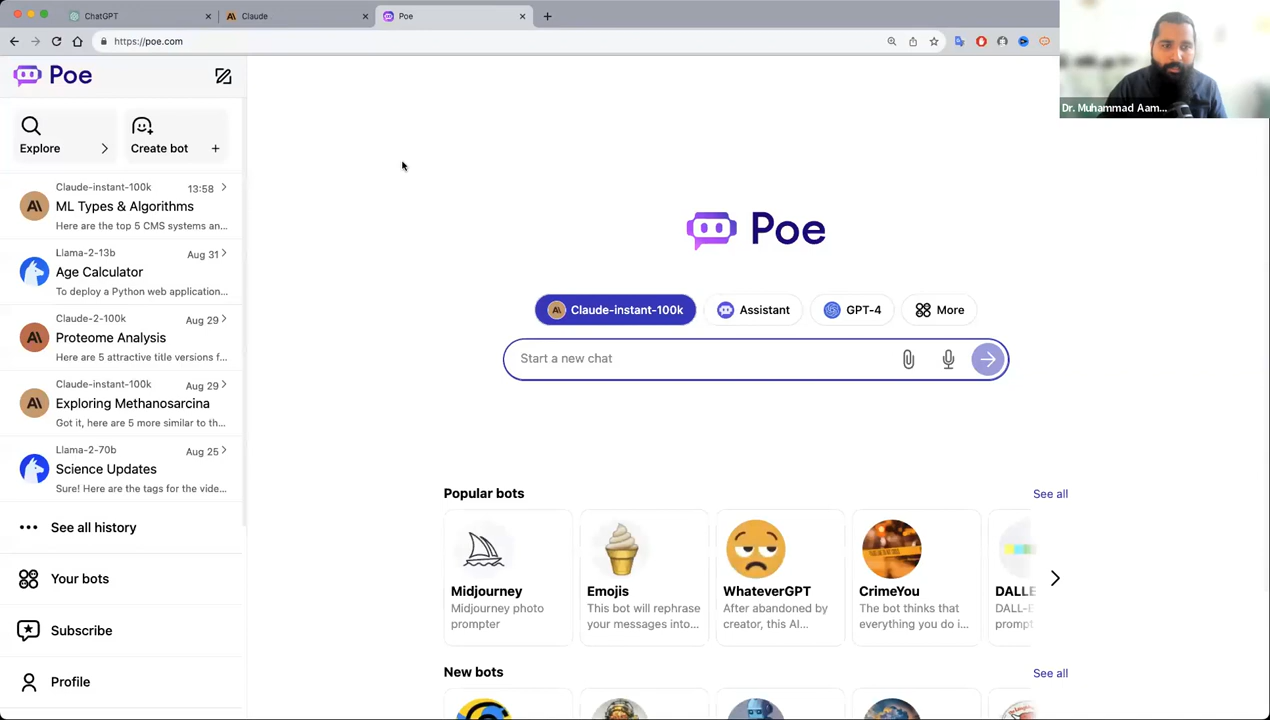 ChatGPT
Claude
Poe
https://poe.com
Dr. Muhammad Aam...
Poe
Explore
Create bot
Claude-instant-100k
13:58
ML Types & Algorithms
Here are the top 5 CMS systems an...
Llama-2-13b
Aug 31
Age Calculator
To deploy a Python web application...
Claude-2-100k
Aug 29
Proteome Analysis
Here are 5 attractive title versions f...
Claude-instant-100k
Aug 29
Exploring Methanosarcina
Got it, here are 5 more similar to th...
Llama-2-70b
Aug 25
Science Updates
Sure! Here are the tags for the vide...
See all history
Your bots
Subscribe
Profile
Poe
Claude-instant-100k
Assistant
GPT-4
More
Start a new chat
Popular bots
See all
Midjourney
Midjourney photo
prompter
Emojis
This bot will rephrase
your messages into...
WhateverGPT
After abandoned by
creator, this AI...
CrimeYou
The bot thinks that
everything you do i...
DALLE
DALL-E
prompt
New bots
See all